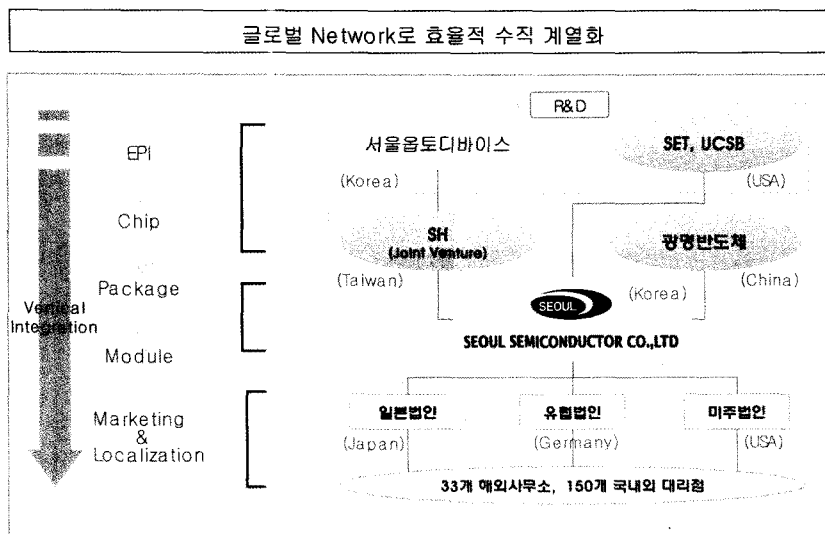 글로벌 Network로 효율적 수직 계열화
R&D
EPI
서울옵토디바이스
SET, UCSB
(Korea)
(USA)
Chip
SH
(Joint Venture)
광명반도체
(Taiwan)
(Korea)
(China)
Package
Vertical
Integration
SEOUL
SEOUL SEMICONDUCTOR CO.,LTD
Module
Marketing
&
Localization
일본법인
유럽법인
미주법인
(Japan)
(Germany)
(USA)
33개 해외사무소, 150개 국내외 대리점